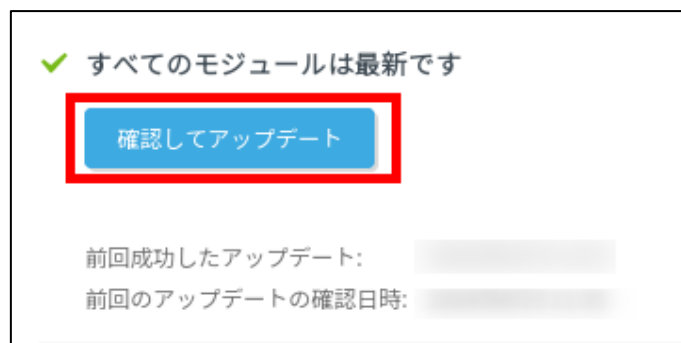 すべてのモジュールは最新です
確認してアップデート
前回成功したアップデート:
前回のアップデートの確認日時: